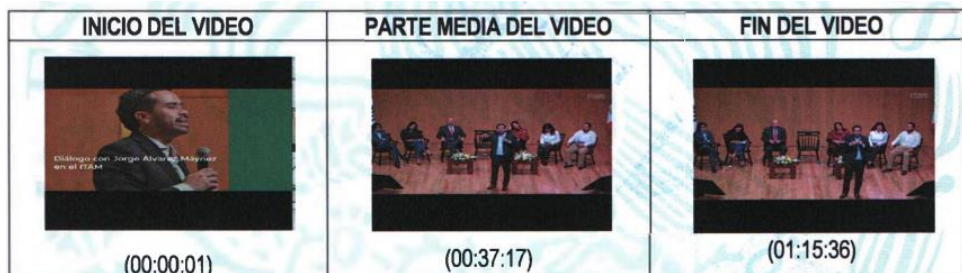 INICIO DEL VIDEO
PARTE MEDIA DEL VIDEO
FIN DEL VIDEO
Diálogo con Jorge Álvarez Máynez
en el ITAM
ITAM
(00:00:01)
(00:37:17)
(01:15:36)